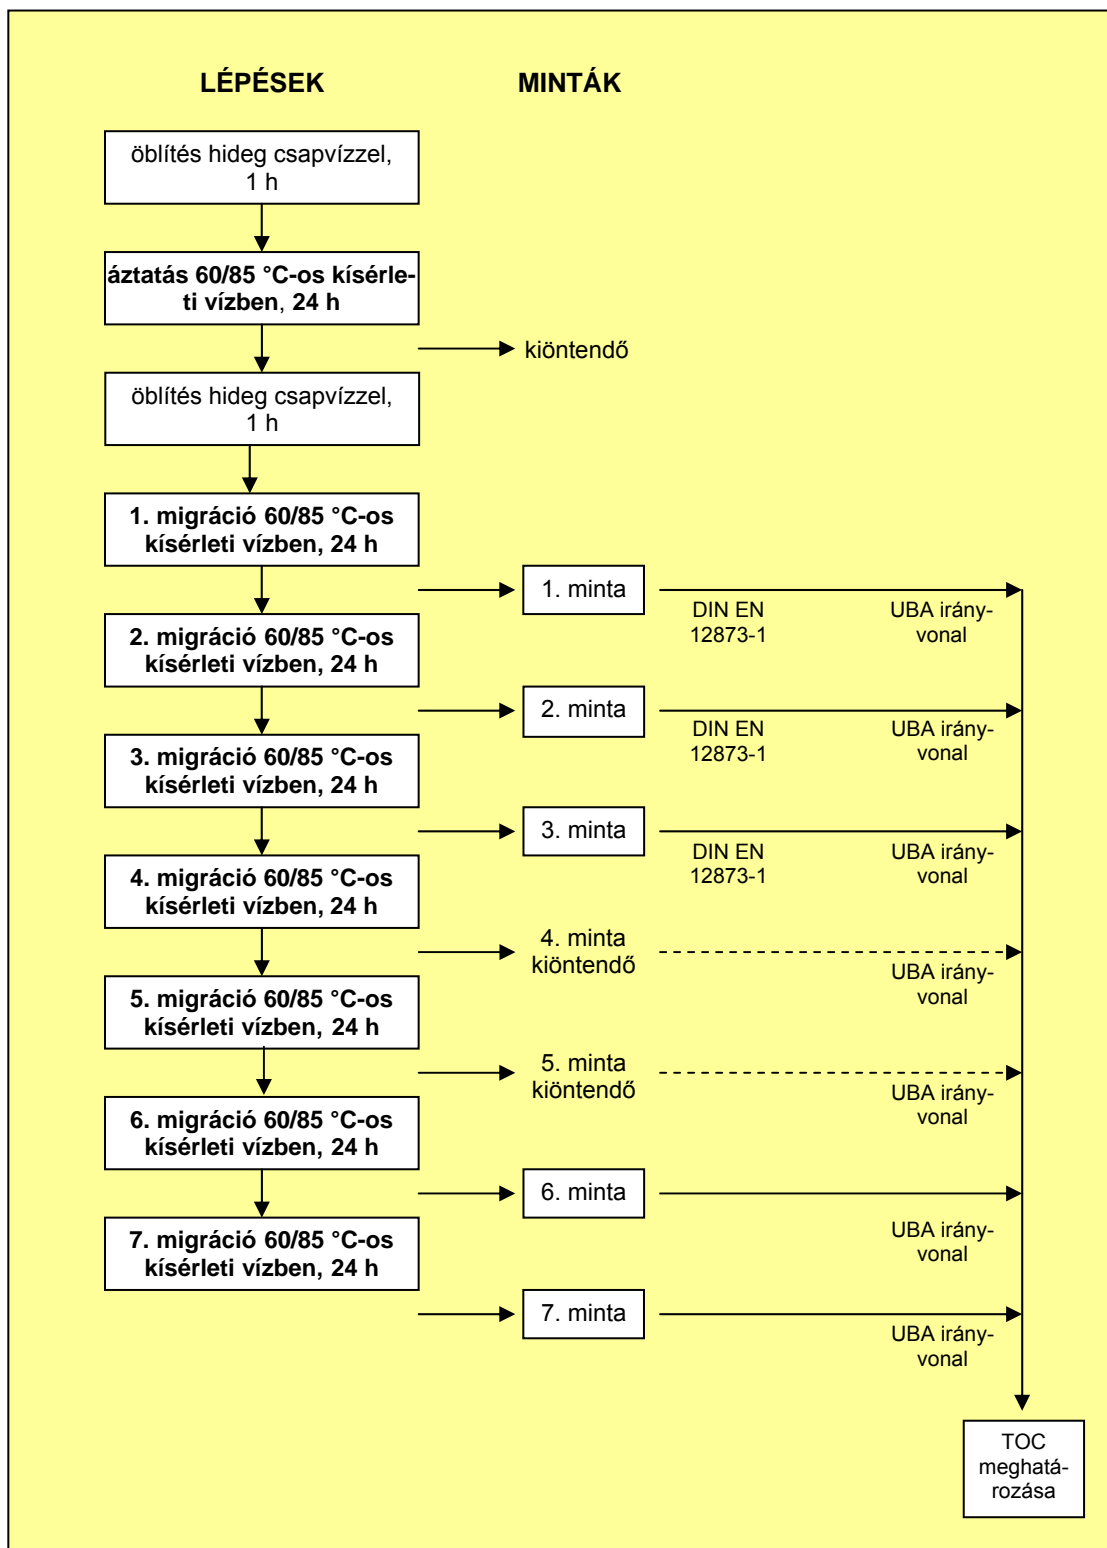 LÉPÉSEK
MINTÁK
öblítés hideg csapvízzel,
1 h
áztatás 60/85 °C-os kísérle-
ti vízben, 24 h
kiöntendő
öblítés hideg csapvízzel,
1 h
1. migráció 60/85 °C-os
kísérleti vízben, 24 h
1. minta
DIN EN
12873-1
UBA irány-
vonal
2. migráció 60/85 °C-os
kísérleti vízben, 24 h
2. minta
DIN EN
12873-1
UBA irány-
vonal
3. migráció 60/85 °C-os
kísérleti vízben, 24 h
3. minta
DIN EN
12873-1
UBA irány-
vonal
4. migráció 60/85 °C-os
kísérleti vízben, 24 h
4. minta
kiöntendő
UBA irány-
vonal
5. migráció 60/85 °C-os
kísérleti vízben, 24 h
5. minta
kiöntendő
UBA irány-
vonal
6. migráció 60/85 °C-os
kísérleti vízben, 24 h
6. minta
UBA irány-
vonal
7. migráció 60/85 °C-os
kísérleti vízben, 24 h
7. minta
UBA irány-
vonal
TOC
meghatá-
rozása